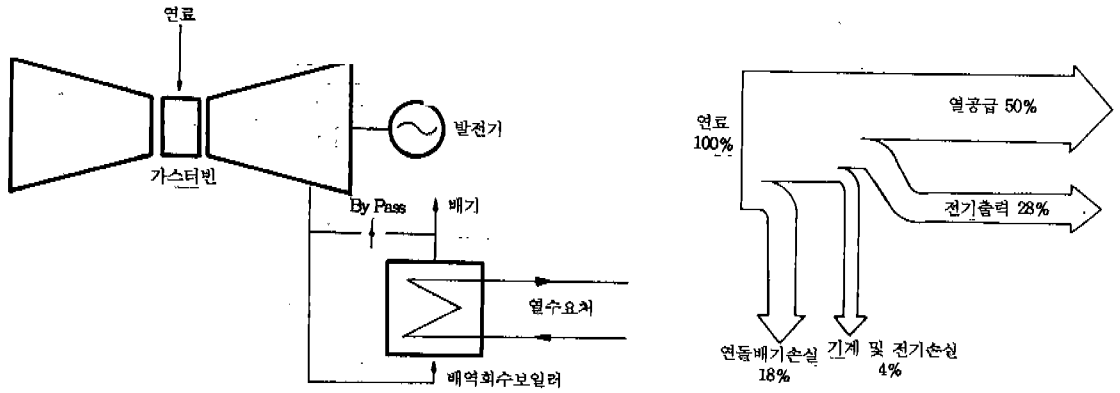 연료
발전기
가스터빈
By Pass
배기
열수요처
배역회수보일러
연료
100%
열공급 50%
전기출력 28%
연돌배기손실
18%
기계 및 전기손실
4%